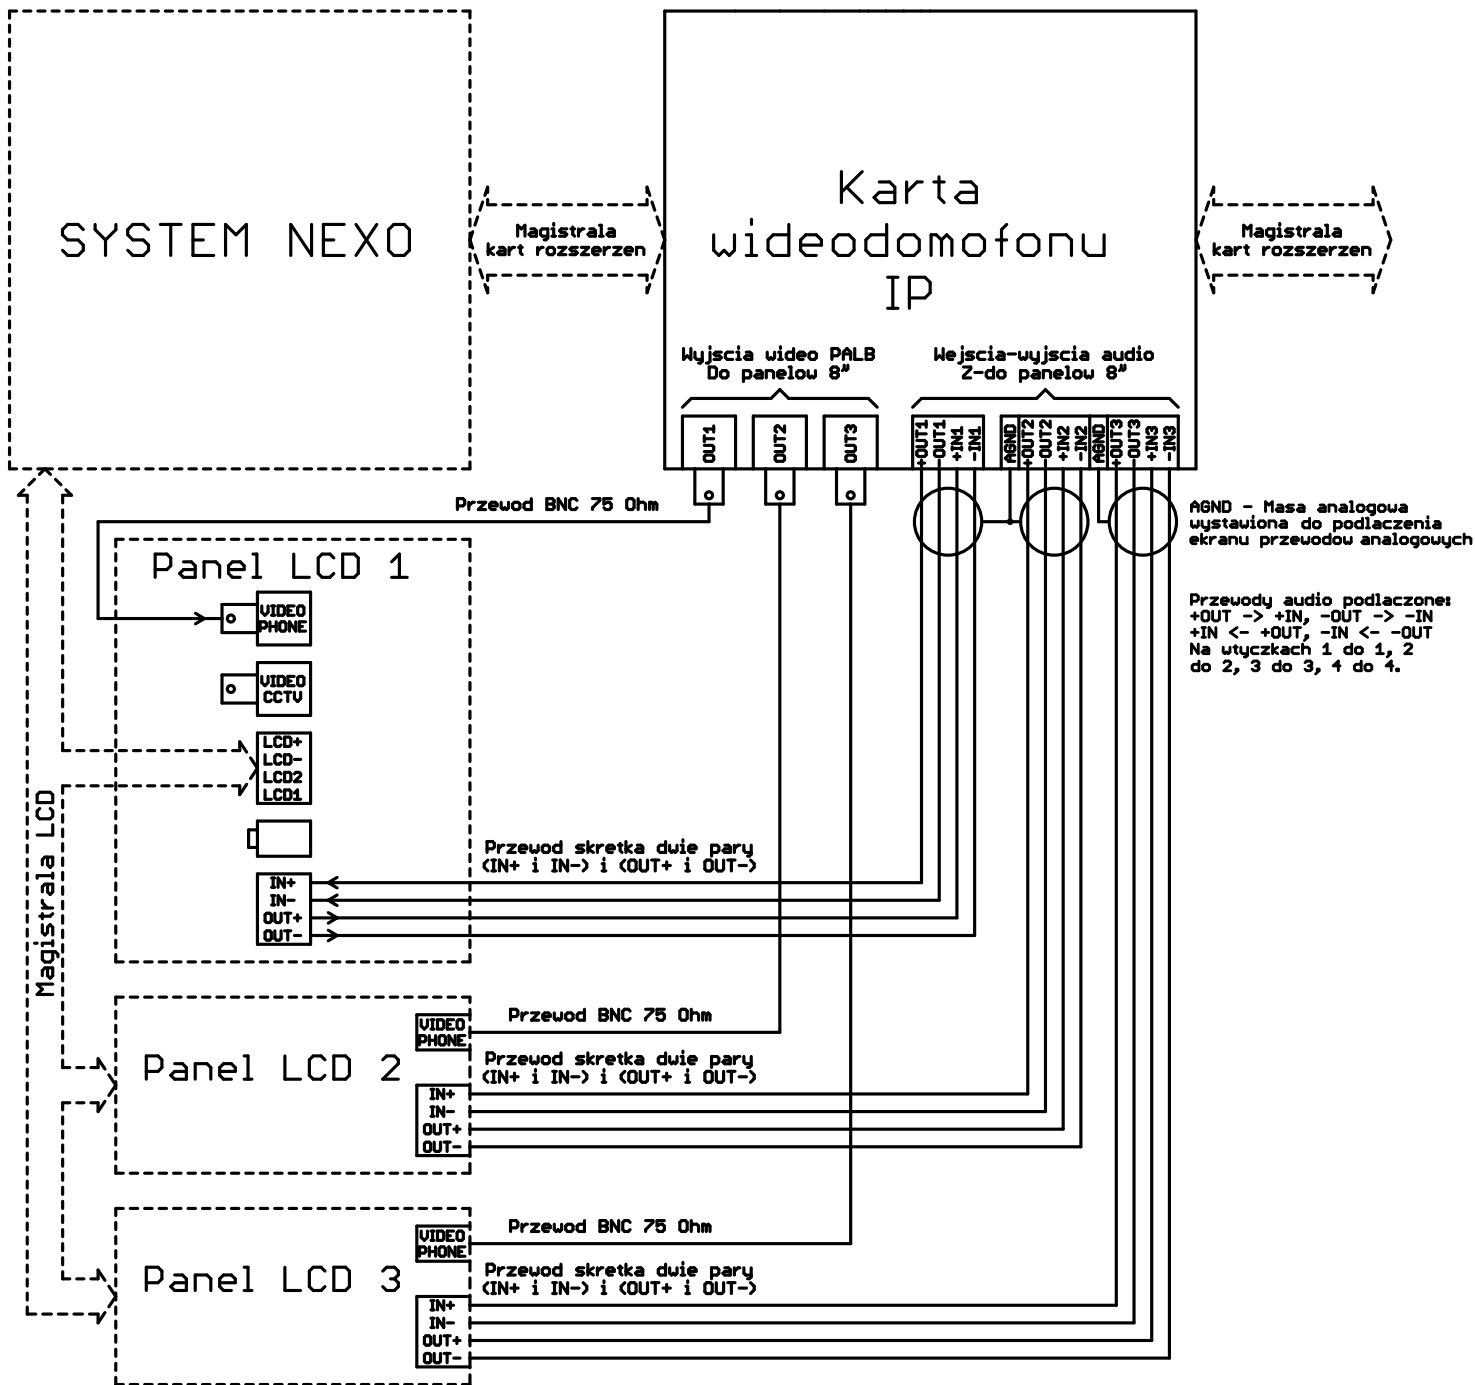 SYSTEM NEXO
Magistrala
kart rozszerzen
Karta
wideodomofonu
IP
Magistrala
kart rozszerzen
Wyjscia wideo PALB
Do panelow 8"
Wejscia-wyjscia audio
Z-do panelow 8"
OUT1
OUT2
OUT3
+OUT1
-OUT1
+IN1
-IN1
AGND
+OUT2
-OUT2
+IN2
-IN2
AGND
+OUT3
-OUT3
+IN3
-IN3
Przewod BNC 75 Ohm
AGND - Masa analogowa
wystawiona do podlaczenia
ekranu przewodow analogowych
Przewody audio podlaczone:
+OUT -> +IN, -OUT -> -IN
+IN <- +OUT, -IN <- -OUT
Na wtyczkach 1 do 1, 2
do 2, 3 do 3, 4 do 4.
Panel LCD 1
VIDEO
PHONE
VIDEO
CCTV
LCD+
LCD-
LCD2
LCD1
Magistrala LCD
Przewod skretka dwie pary
(IN+ i IN-) i (OUT+ i OUT-)
IN+
IN-
OUT+
OUT-
Panel LCD 2
VIDEO
PHONE
Przewod BNC 75 Ohm
Przewod skretka dwie pary
(IN+ i IN-) i (OUT+ i OUT-)
IN+
IN-
OUT+
OUT-
Panel LCD 3
VIDEO
PHONE
Przewod BNC 75 Ohm
Przewod skretka dwie pary
(IN+ i IN-) i (OUT+ i OUT-)
IN+
IN-
OUT+
OUT-